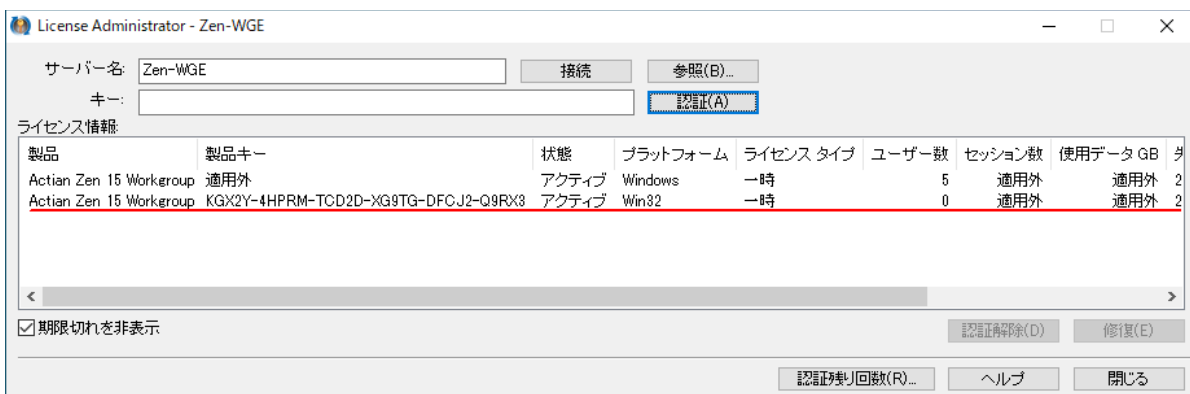 License Administrator - Zen-WGE
サーバー名: Zen-WGE 接続 参照(B)...
キー: 認証(A)
ライセンス情報:
製品 製品キー 状態 プラットフォーム ライセンス タイプ ユーザー数 セッション数 使用データ GB
Actian Zen 15 Workgroup 適用外 アクティブ Windows 一時 5 適用外 適用外 2
Actian Zen 15 Workgroup KGX2Y-4HPRM-TCD2D-XG9TG-DFCJ2-Q9RX3 アクティブ Win32 一時 0 適用外 適用外 2
期限切れを非表示 認証解除(D) 修復(E)
認証残り回数(R)... ヘルプ 閉じる